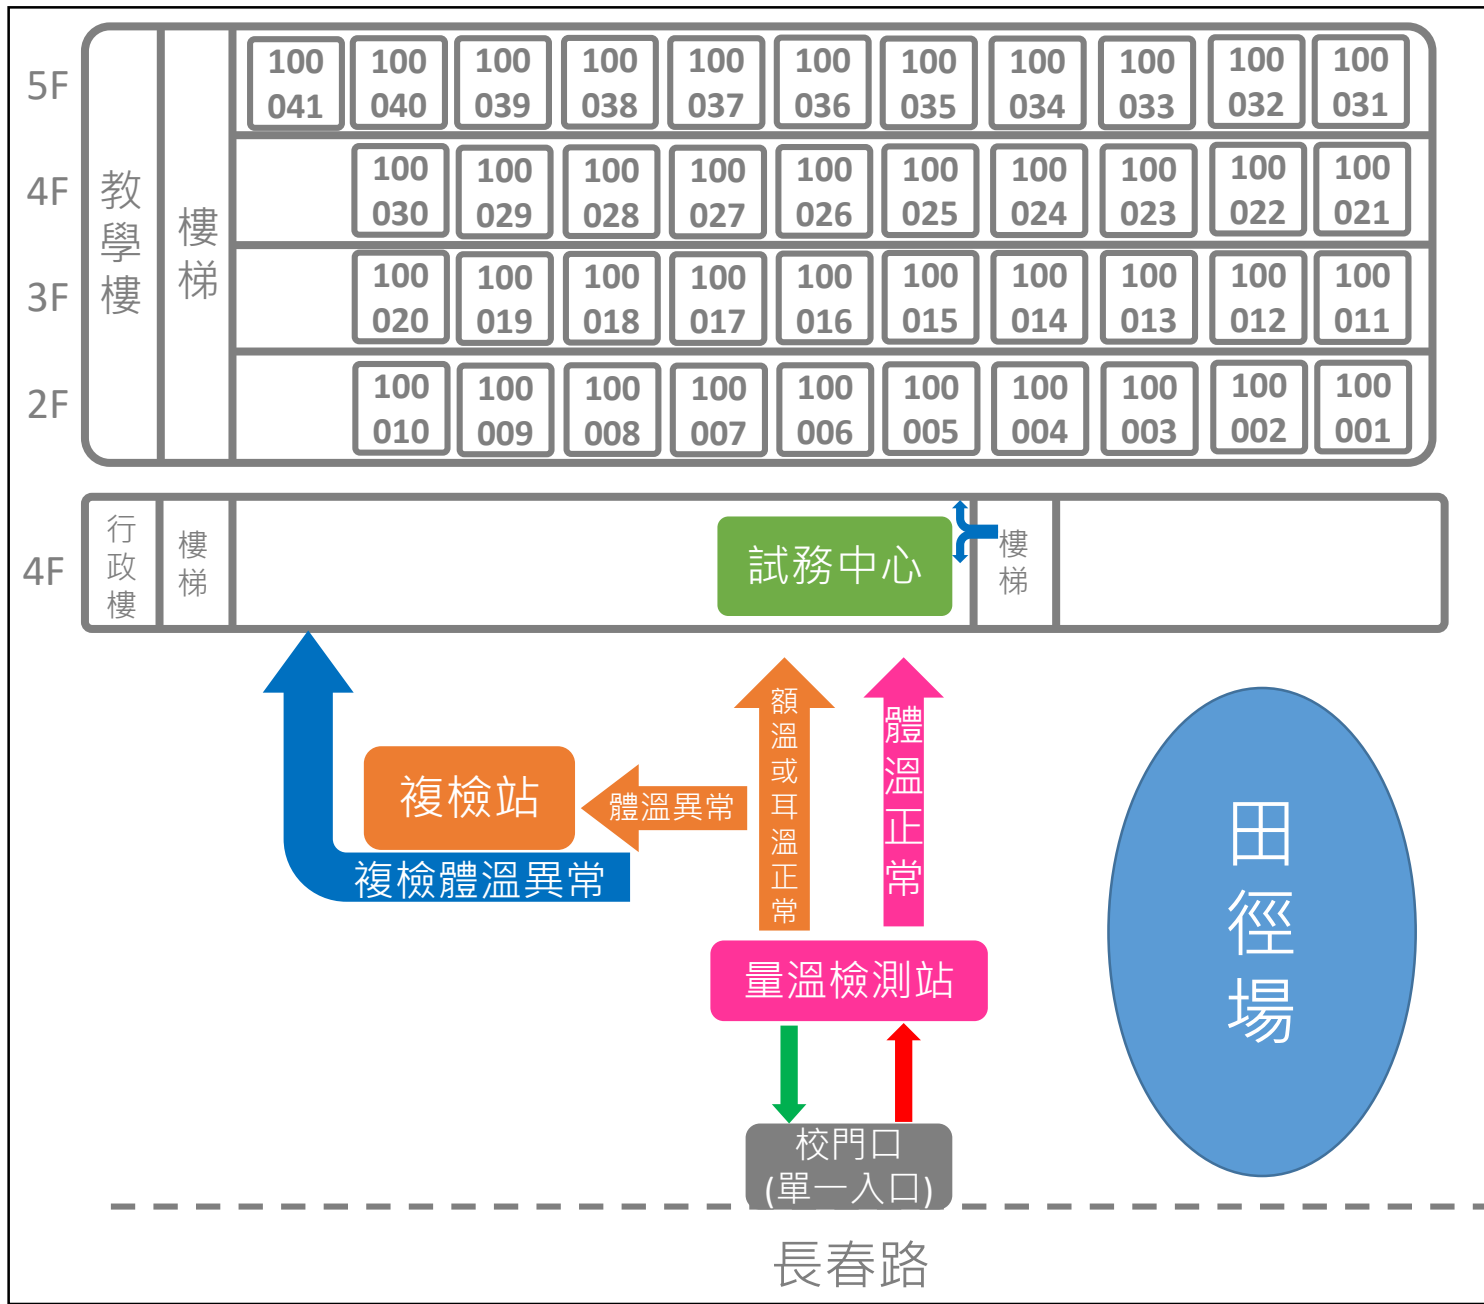 5F
100 100 100 100 100 100 100 100 100 100 100
041 040 039 038 037 036 035 034 033 032 031
4F
100 100 100 100 100 100 100 100 100 100
030 029 028 027 026 025 024 023 022 021
3F
100 100 100 100 100 100 100 100 100 100
020 019 018 017 016 015 014 013 012 011
2F
100 100 100 100 100 100 100 100 100 100
010 009 008 007 006 005 004 003 002 001
教學樓
樓梯
4F
行政樓
樓梯
試務中心
樓梯
額溫或耳溫正常
體溫正常
複檢站
體溫異常
複檢體溫異常
量溫檢測站
田徑場
校門口
(單一入口)
長春路